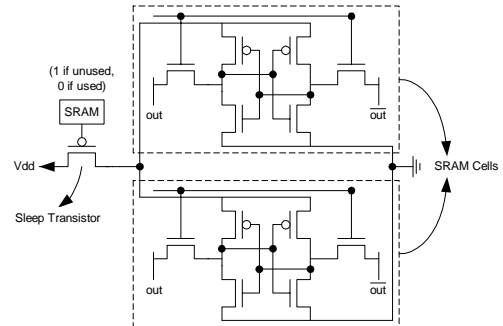 (1 if unused,
0 if used)
SRAM
Vdd
Sleep Transistor
out
out
SRAM Cells
out
out